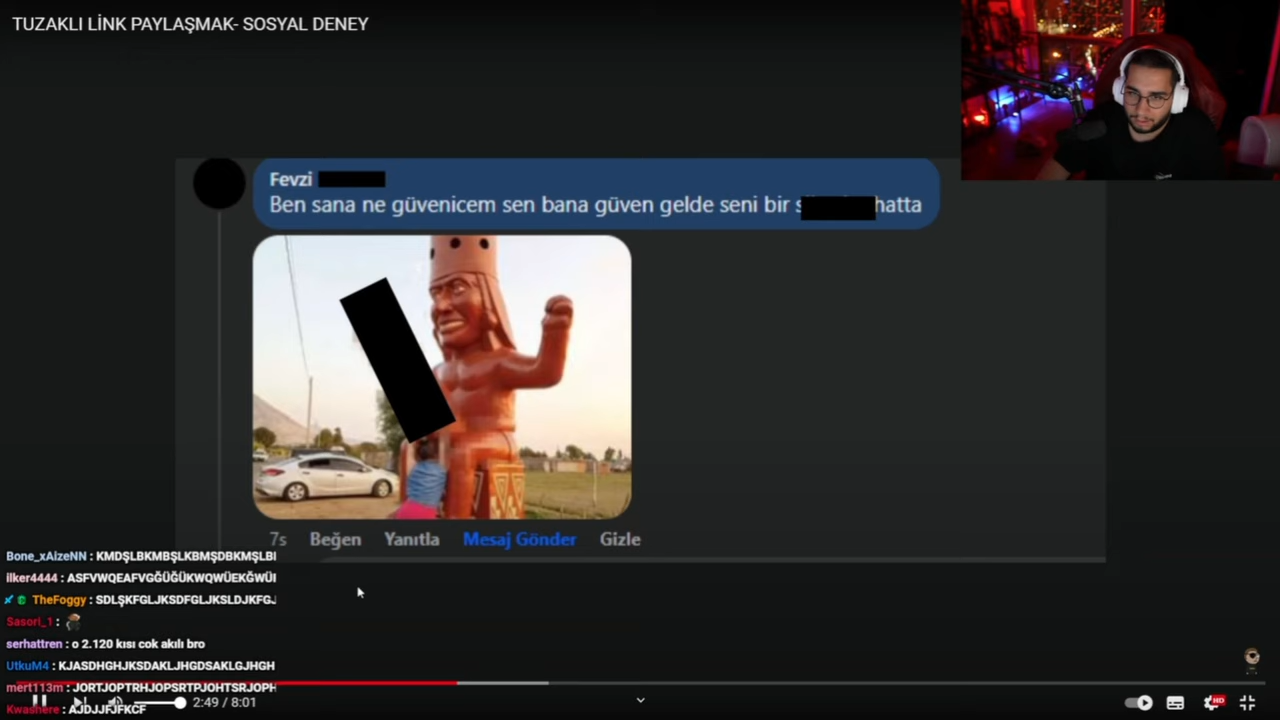 TUZAKLI LİNK PAYLAŞMAK- SOSYAL DENEY
Fevzi
Ben sana ne güvenicem sen bana güven gelde seni bir s hatta
7s Beğen Yanıtla Mesaj Gönder Gizle
Bone_xAizeNN : KMDŞLBKMBŞLKBMŞDBKMŞLBI
ilker4444 : ASFVWQEAFVGĞÜĞÜKWQWÜEKĞWÜI
TheFoggy : SDLŞKFGLJKSDFGLJKSLDJKFGJ
Sasori_1 :
serhattren : o 2.120 kısı cok akılı bro
UtkuM4 : KJASDHGHJKSDAKLJHGDSAKLGJHGH
mert113m : JORTJOPTRHJOPSRTPJOHTSRJOPH
Kwashere : AJDJJFJFKCF
2:49 / 8:01
HD